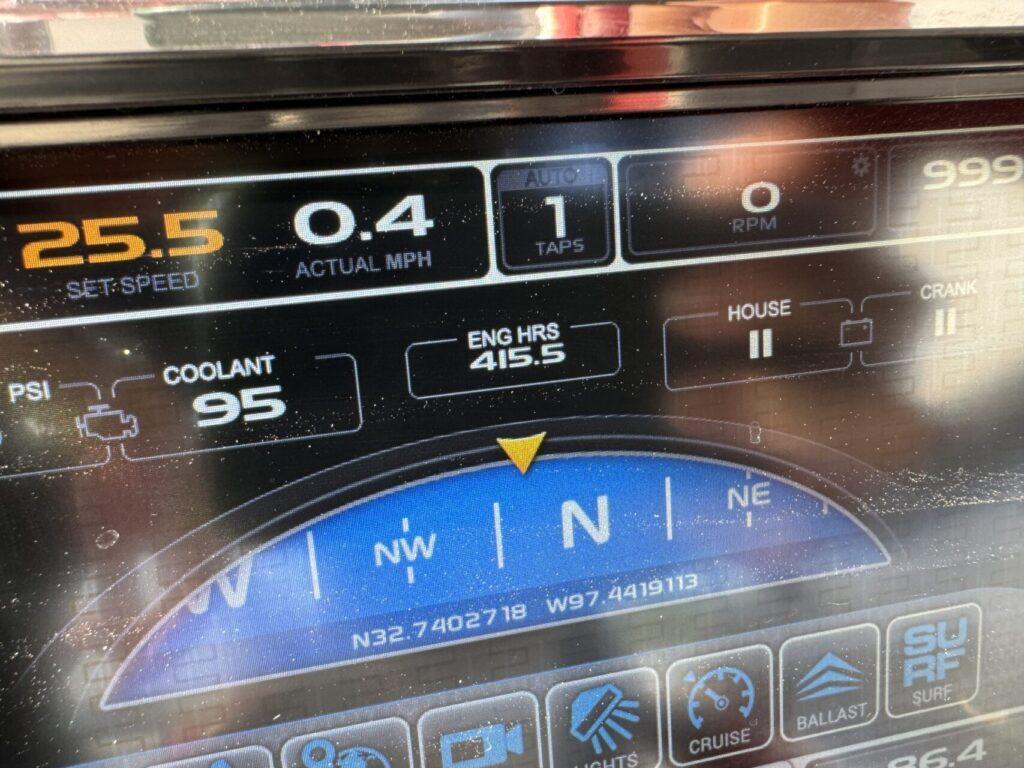 25.5
SET SPEED
0.4
ACTUAL MPH
AUTO
1
TAPS
0
RPM
999
PSI
COOLANT
95
ENG HRS
415.5
HOUSE
CRANK
W
NW
N
NE
N32.7402718 W97.4419113
LIGHTS
CRUISE
BALLAST
SURF
SURF
86.4